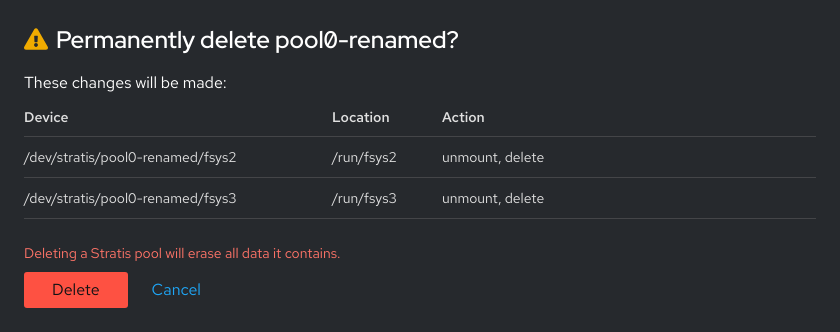 Permanently delete pool0-renamed?
These changes will be made:
Device Location Action
/dev/stratis/pool0-renamed/fsys2 /run/fsys2 unmount, delete
/dev/stratis/pool0-renamed/fsys3 /run/fsys3 unmount, delete
Deleting a Stratis pool will erase all data it contains.
Delete Cancel